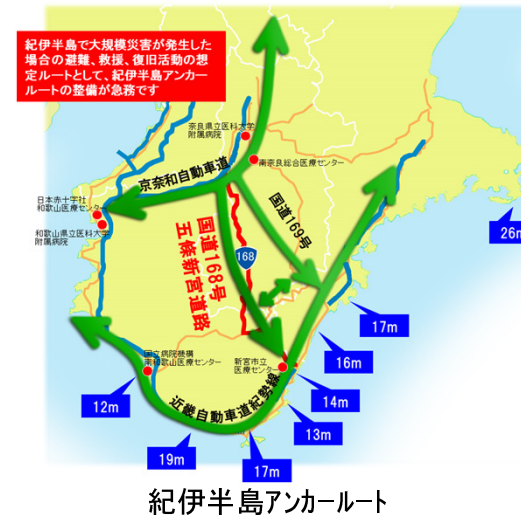 紀伊半島で大規模災害が発生した
場合の避難、救援、復旧活動の想
定ルートとして、紀伊半島アンカー
ルートの整備が急務です
奈良県立医科大学
附属病院
南奈良総合医療センター
京奈和自動車道
日本赤十字社
和歌山医療センター
和歌山県立医科大学
附属病院
国道168号
五條新宮道路
168
国道169号
26m
17m
16m
新宮市立
医療センター
国立病院機構
南和歌山医療センター
14m
12m
近畿自動車道紀勢線
13m
19m
17m
紀伊半島アンカールート